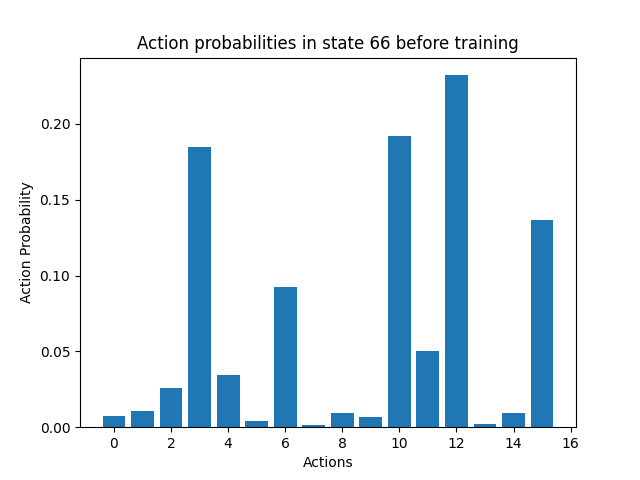 Action probabilities in state 66 before training
0.20
0.15
0.10
0.05
0.00
Action Probability
0 2 4 6 8 10 12 14 16
Actions